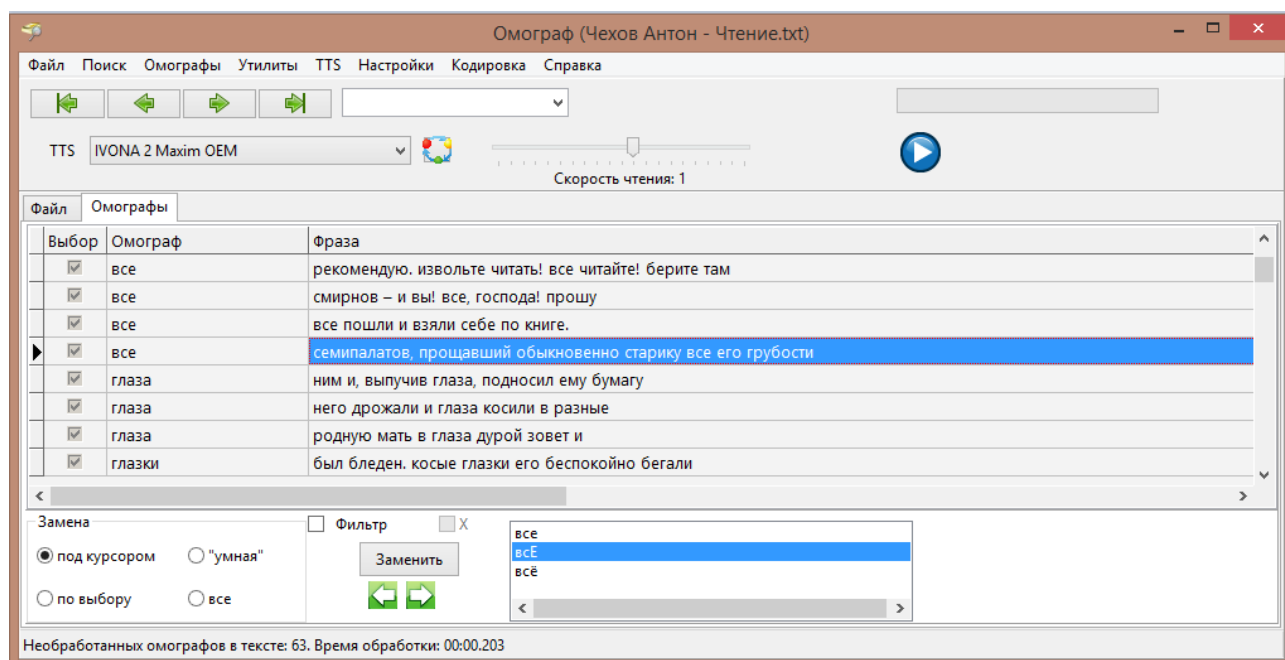 Омограф (Чехов Антон - Чтение.txt)
Файл Поиск Омографы Утилиты TTS Настройки Кодировка Справка
TTS IVONA 2 Maxim OEM
Скорость чтения: 1
Файл Омографы
Выбор Омограф Фраза
все рекомендую. извольте читать! все читайте! берите там
все смирнов – и вы! все, господа! прошу
все все пошли и взяли себе по книге.
все семипалатов, прощавший обыкновенно старику все его грубости
глаза ним и, выпучив глаза, подносил ему бумагу
глаза него дрожали и глаза косили в разные
глаза родную мать в глаза дурой зовет и
глазки был бледен. косые глазки его беспокойно бегали
Замена Фильтр X
под курсором "умная" Заменить
по выбору все
все
всЕ
всё
Необработанных омографов в тексте: 63. Время обработки: 00:00.203